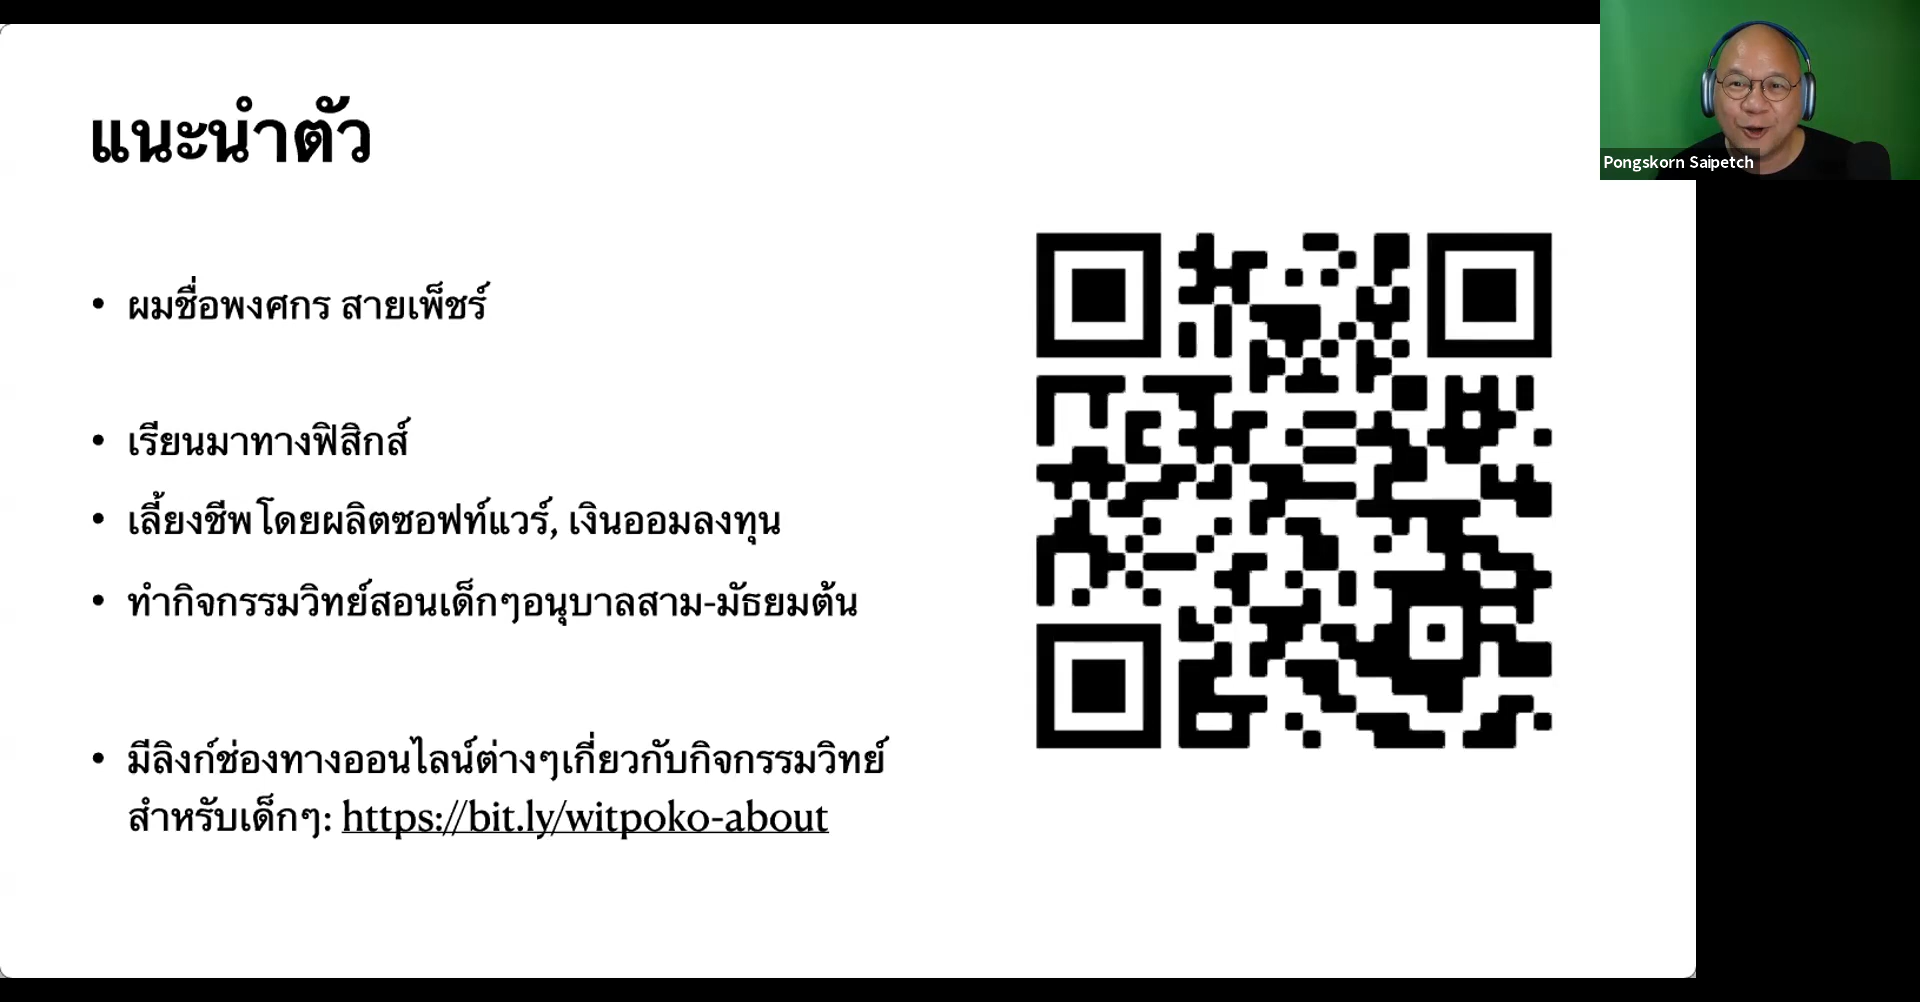 แนะนำตัว
Pongskorn Saipetch
• ผมชื่อพงศกร สายเพ็ชร์
• เรียนมาทางฟิสิกส์
• เลี้ยงชีพโดยผลิตซอฟท์แวร์, เงินออมลงทุน
• ทำกิจกรรมวิทย์สอนเด็กๆอนุบาลสาม-มัธยมต้น
• มีลิงก์ช่องทางออนไลน์ต่างๆเกี่ยวกับกิจกรรมวิทย์
สำหรับเด็กๆ: https://bit.ly/witpoko-about